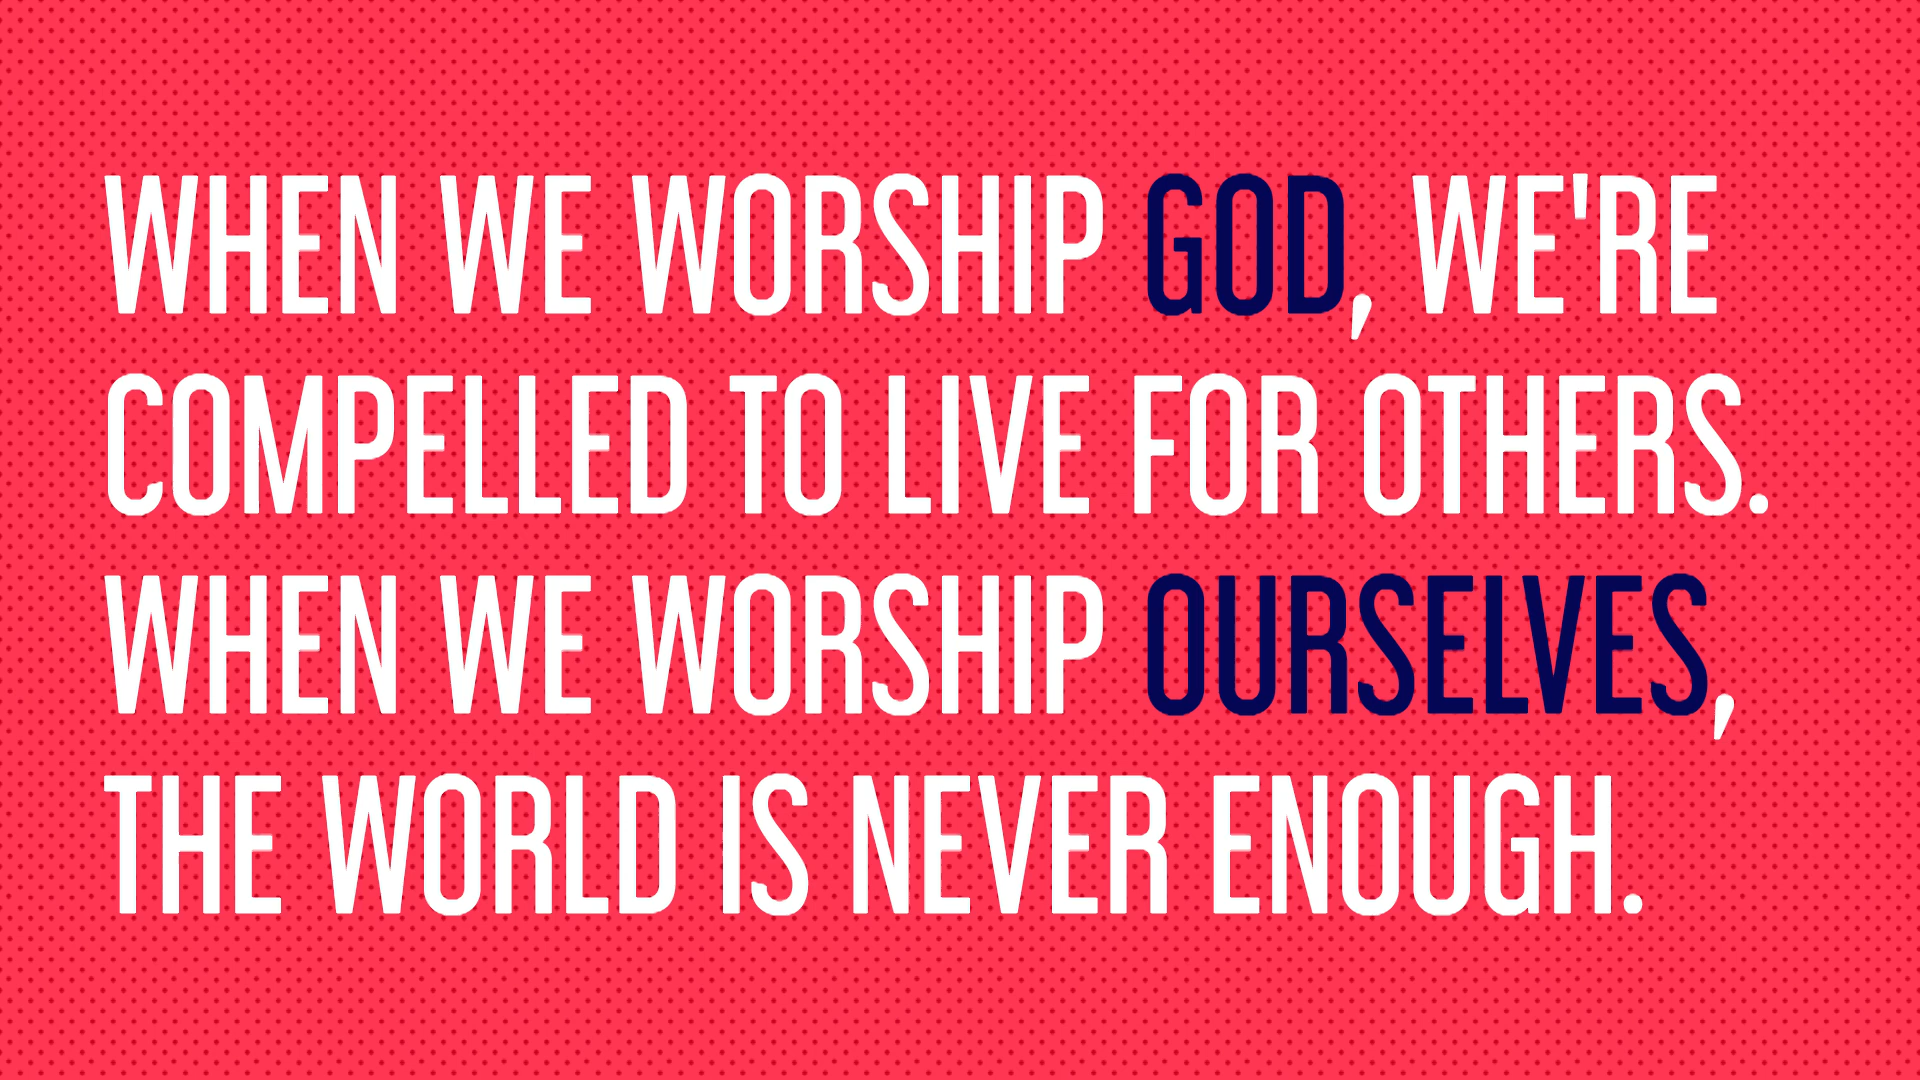 WHEN WE WORSHIP GOD, WE'RE
COMPELLED TO LIVE FOR OTHERS.
WHEN WE WORSHIP OURSELVES,
THE WORLD IS NEVER ENOUGH.